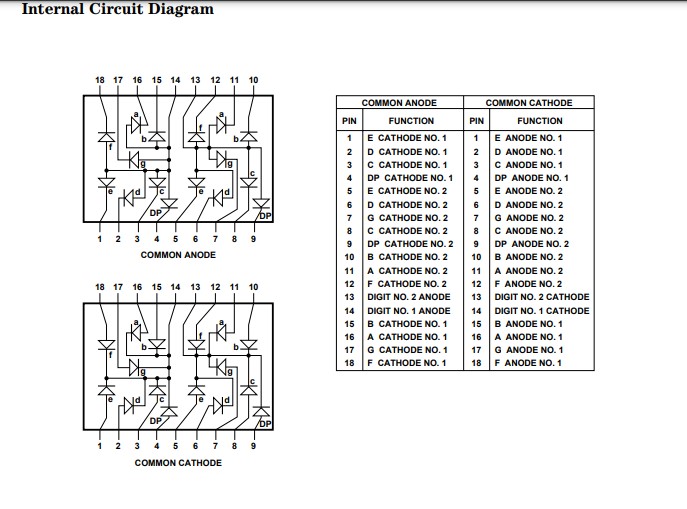 Internal Circuit Diagram
18 17 16 15 14 13 12 11 10
a a
b f b
f
g g
c
e d c e d
DP DP
1 2 3 4 5 6 7 8 9
COMMON ANODE
18 17 16 15 14 13 12 11 10
a a
f b f b
g g
c
e d c e d
DP DP
1 2 3 4 5 6 7 8 9
COMMON CATHODE
COMMON ANODE COMMON CATHODE
PIN FUNCTION PIN FUNCTION
1 E CATHODE NO. 1 1 E ANODE NO. 1
2 D CATHODE NO. 1 2 D ANODE NO. 1
3 C CATHODE NO. 1 3 C ANODE NO. 1
4 DP CATHODE NO. 1 4 DP ANODE NO. 1
5 E CATHODE NO. 2 5 E ANODE NO. 2
6 D CATHODE NO. 2 6 D ANODE NO. 2
7 G CATHODE NO. 2 7 G ANODE NO. 2
8 C CATHODE NO. 2 8 C ANODE NO. 2
9 DP CATHODE NO. 2 9 DP ANODE NO. 2
10 B CATHODE NO. 2 10 B ANODE NO. 2
11 A CATHODE NO. 2 11 A ANODE NO. 2
12 F CATHODE NO. 2 12 F ANODE NO. 2
13 DIGIT NO. 2 ANODE 13 DIGIT NO. 2 CATHODE
14 DIGIT NO. 1 ANODE 14 DIGIT NO. 1 CATHODE
15 B CATHODE NO. 1 15 B ANODE NO. 1
16 A CATHODE NO. 1 16 A ANODE NO. 1
17 G CATHODE NO. 1 17 G ANODE NO. 1
18 F CATHODE NO. 1 18 F ANODE NO. 1